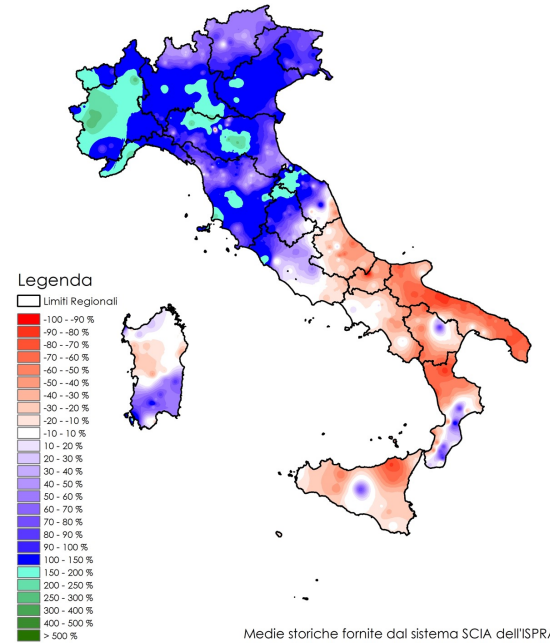 Legenda
Limiti Regionali
-100 - -90 %
-90 - -80 %
-80 - -70 %
-70 - -60 %
-60 - -50 %
-50 - -40 %
-40 - -30 %
-30 - -20 %
-20 - -10 %
-10 - 10 %
10 - 20 %
20 - 30 %
30 - 40 %
40 - 50 %
50 - 60 %
60 - 70 %
70 - 80 %
80 - 90 %
90 - 100 %
100 - 150 %
150 - 200 %
200 - 250 %
250 - 300 %
300 - 400 %
400 - 500 %
> 500 %
Medie storiche fornite dal sistema SCIA dell'ISPRA